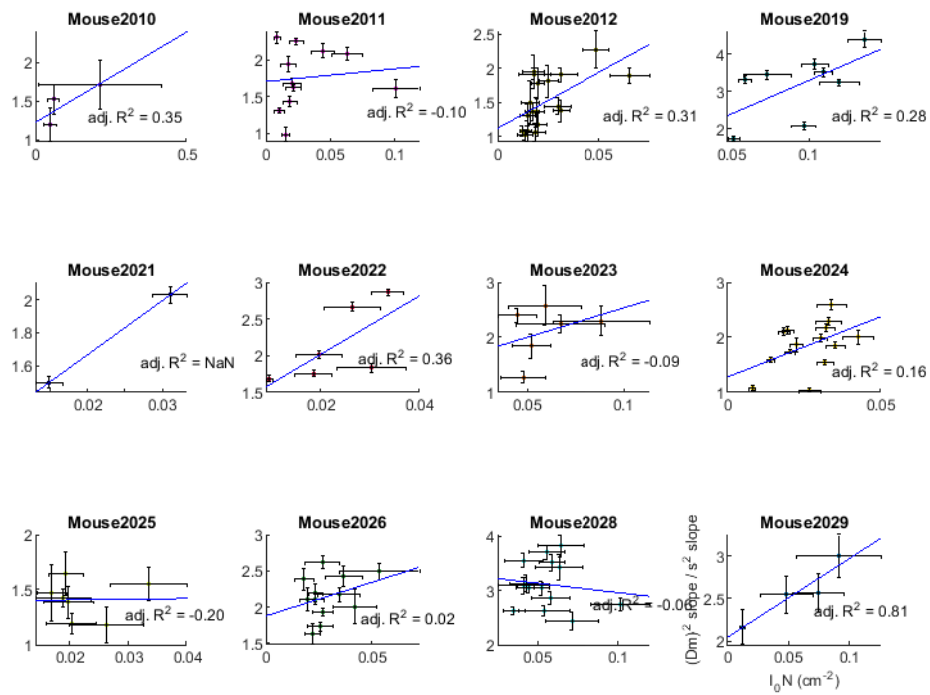 Mouse2010
Mouse2011
Mouse2012
Mouse2019
2
1.5
1
0
0.5
adj. R² = 0.35
2
1.5
1
0
0.05
0.1
adj. R² = -0.10
2.5
2
1.5
1
0
0.05
adj. R² = 0.31
4
3
2
0.05
0.1
adj. R² = 0.28
Mouse2021
Mouse2022
Mouse2023
Mouse2024
2
1.8
1.6
0.02
0.03
adj. R² = NaN
3
2.5
2
1.5
0.02
0.04
adj. R² = 0.36
3
2
1
0.05
0.1
adj. R² = -0.09
3
2
1
0
0.05
adj. R² = 0.16
Mouse2025
Mouse2026
Mouse2028
Mouse2029
2
1.5
1
0.02
0.03
0.04
adj. R² = -0.20
3
2.5
2
1.5
0.02
0.04
0.06
adj. R² = 0.02
4
3
2
0.05
0.1
adj. R² = -0.06
(Dm)² slope / s² slope
3
2.5
2
0
0.05
0.1
adj. R² = 0.81
I₀N (cm⁻²)